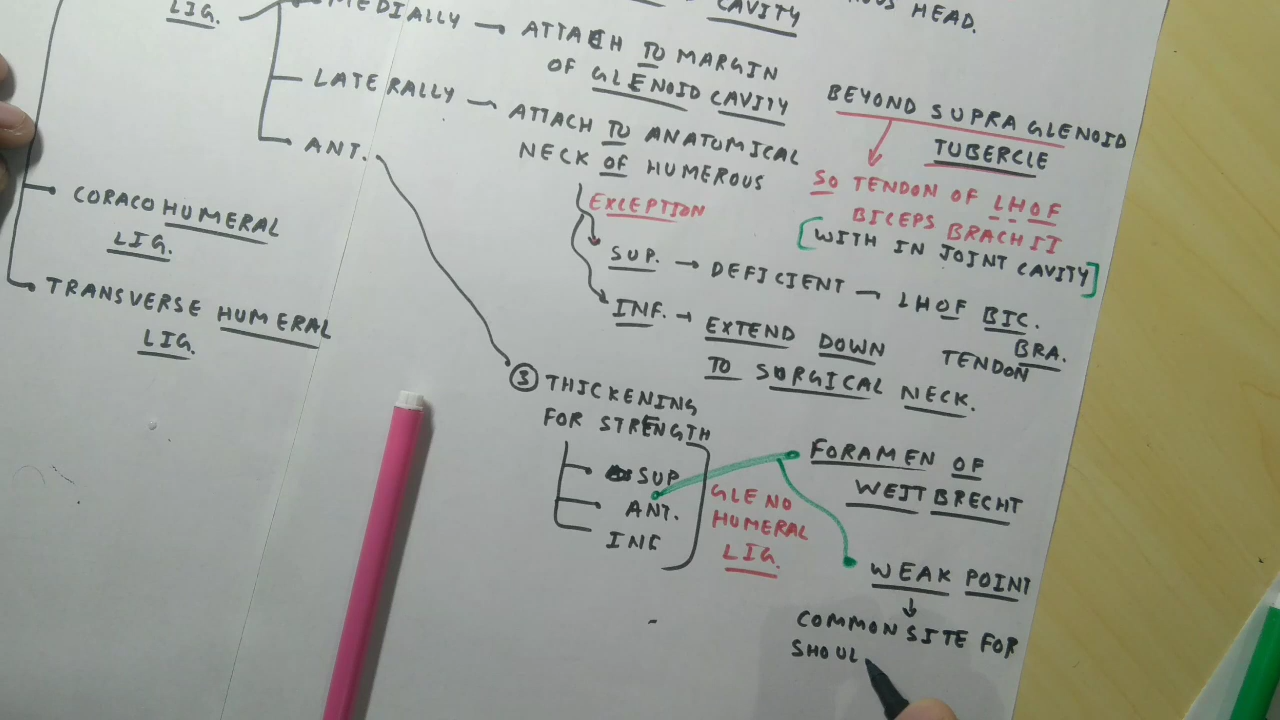 LIG.
MEDIALLY → ATTACH TO MARGIN
OF GLENOID CAVITY
CAVITY
HEAD.
LATERALLY → ATTACH TO ANATOMICAL
NECK OF HUMEROUS
ANT.
EXCEPTION
SUP. → DEFICIENT — LHOF BIC.
BRA.
TENDON
INF. → EXTEND DOWN
TO SURGICAL NECK.
BEYOND SUPRA GLENOID
TUBERCLE
SO TENDON OF LHOF
BICEPS BRACHII
[WITH IN JOINT CAVITY]
CORACO HUMERAL
LIG.
TRANSVERSE HUMERAL
LIG.
③ THICKENING
FOR STRENGTH
SUP
ANT.
INF
GLENO
HUMERAL
LIG.
FORAMEN OF
WEITBRECHT
WEAK POINT
↓
COMMON SITE FOR
SHOUL